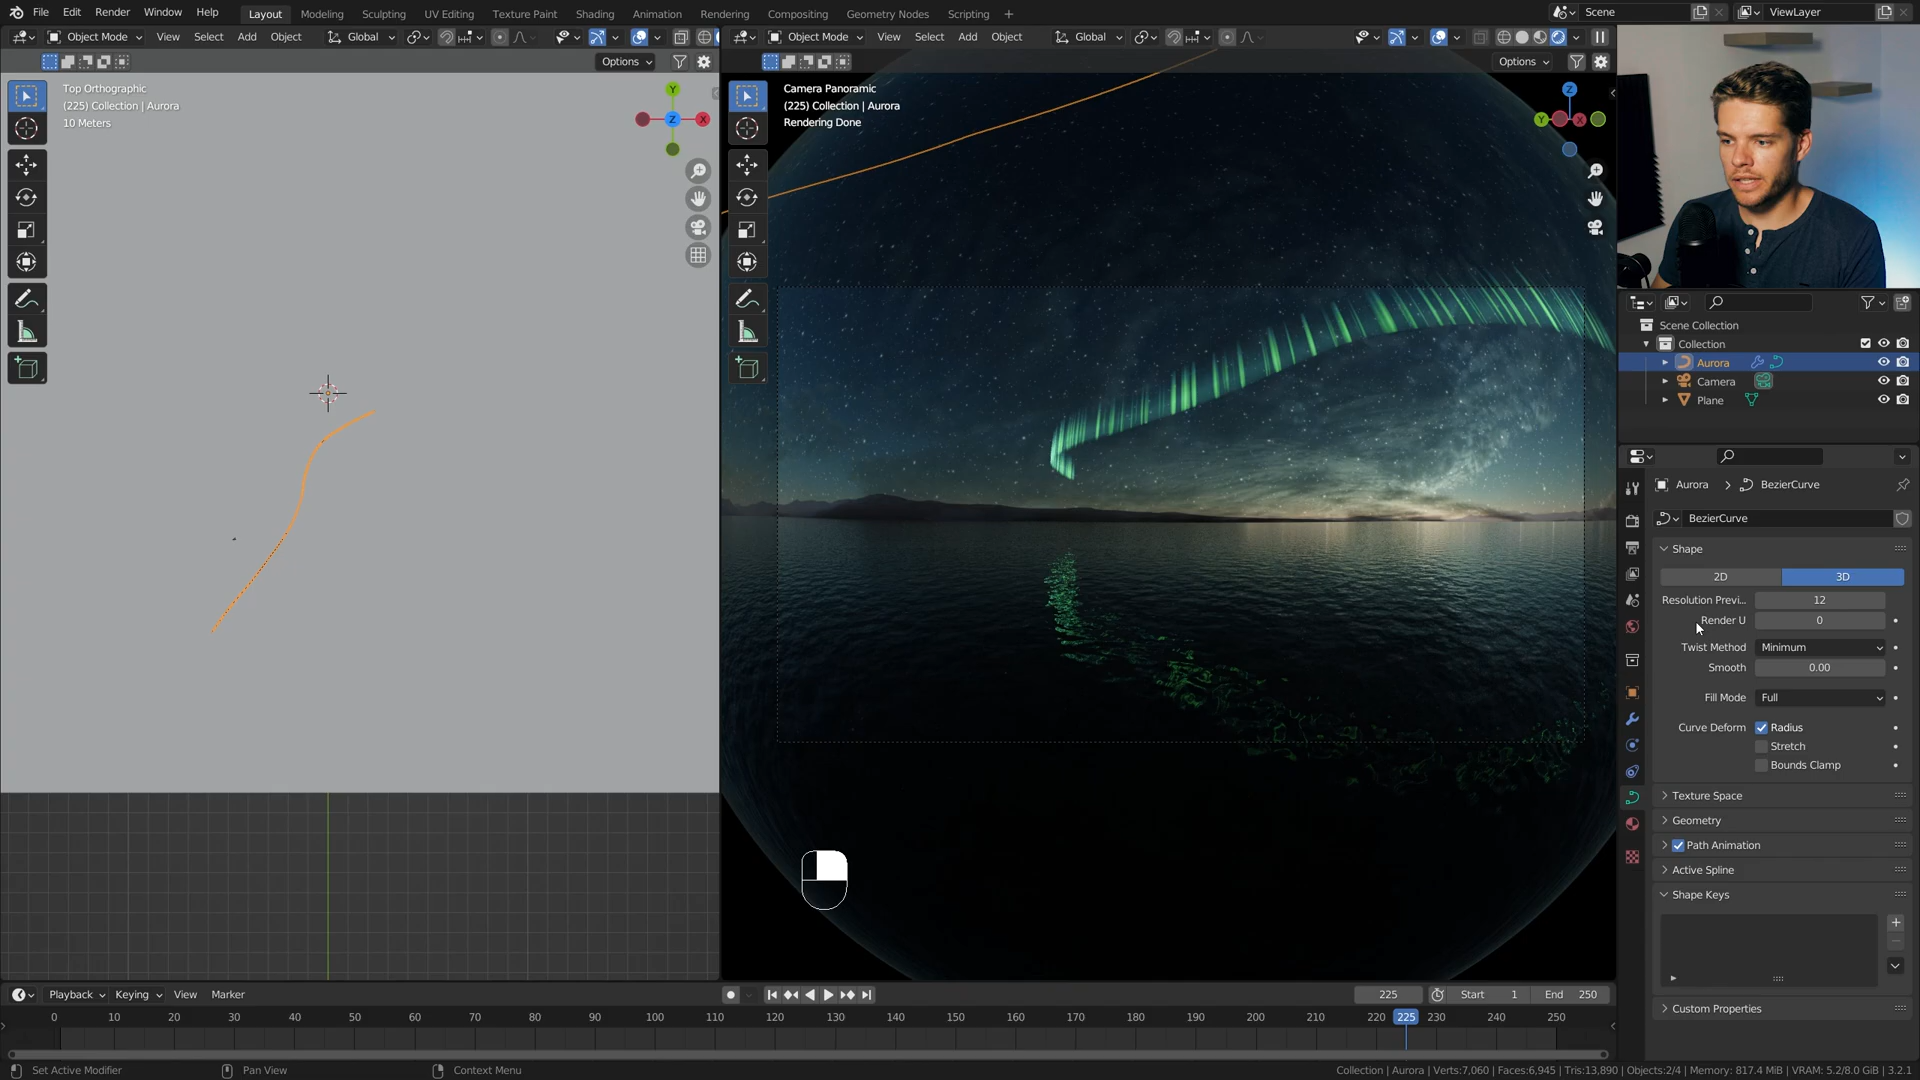 File Edit Render Window Help Layout Modeling Sculpting UV Editing Texture Paint Shading Animation Rendering Compositing Geometry Nodes Scripting + Scene ViewLayer
Object Mode View Select Add Object Global Object Mode View Select Add Object Global
Options Options
Top Orthographic
(225) Collection | Aurora
10 Meters
Y
Z
X
Camera Panoramic
(225) Collection | Aurora
Rendering Done
Z
Y
X
Scene Collection
Collection
Aurora
Camera
Plane
Aurora > BezierCurve
BezierCurve
Shape
2D 3D
Resolution Previ... 12
Render U 0
Twist Method Minimum
Smooth 0.00
Fill Mode Full
Curve Deform Radius
Stretch
Bounds Clamp
Texture Space
Geometry
Path Animation
Active Spline
Shape Keys
Custom Properties
Playback Keying View Marker 225 Start 1 End 250
0 10 20 30 40 50 60 70 80 90 100 110 120 130 140 150 160 170 180 190 200 210 220 225 230 240 250
Set Active Modifier Pan View Context Menu Collection | Aurora | Verts:7,060 | Faces:6,945 | Tris:13,890 | Objects:2/4 | Memory: 817.4 MiB | VRAM: 5.2/8.0 GiB | 3.2.1